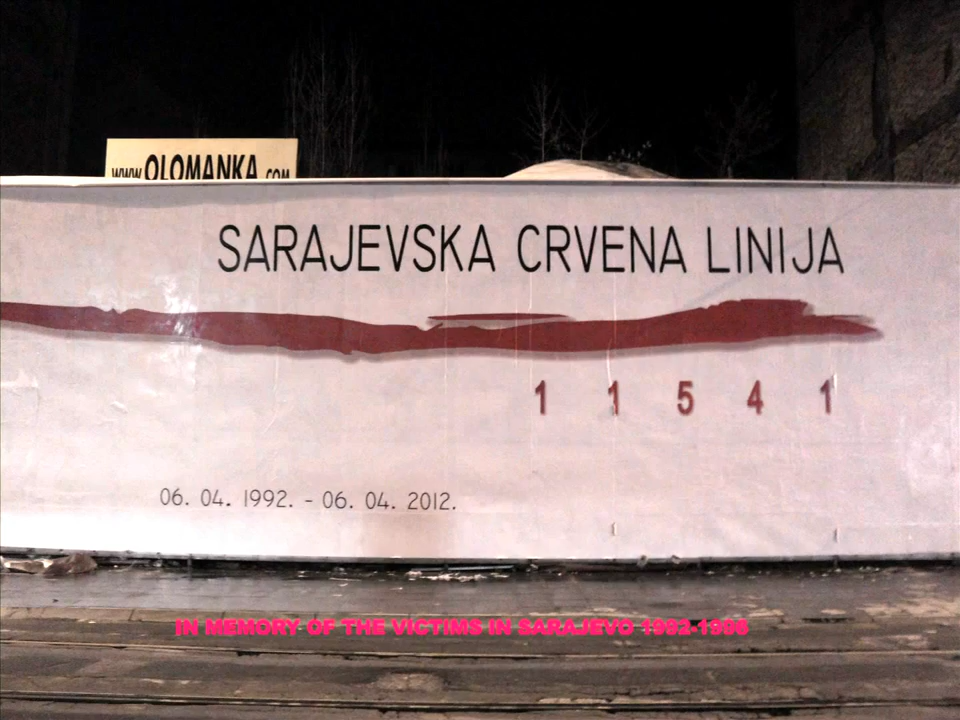 www.OLOMANKA.com
SARAJEVSKA CRVENA LINIJA
1 1 5 4 1
06. 04. 1992. - 06. 04. 2012.
IN MEMORY OF THE VICTIMS IN SARAJEVO 1992-1996